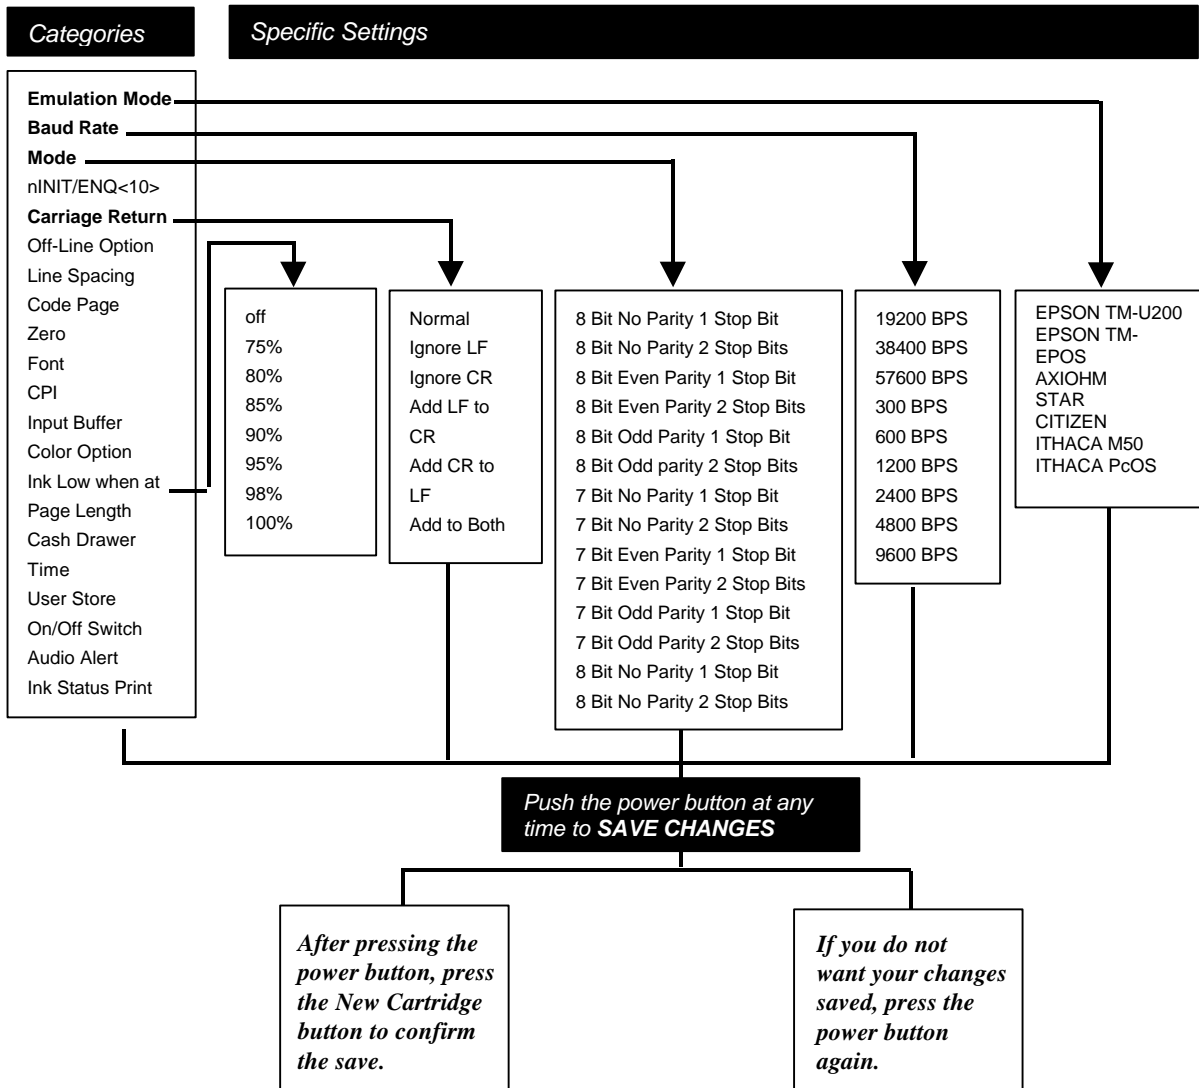 Categories
Specific Settings
Emulation Mode
Baud Rate
Mode
nINIT/ENQ<10>
Carriage Return
Off-Line Option
Line Spacing
Code Page
Zero
Font
CPI
Input Buffer
Color Option
Ink Low when at
Page Length
Cash Drawer
Time
User Store
On/Off Switch
Audio Alert
Ink Status Print
off
75%
80%
85%
90%
95%
98%
100%
Normal
Ignore LF
Ignore CR
Add LF to
CR
Add CR to
LF
Add to Both
8 Bit No Parity 1 Stop Bit
8 Bit No Parity 2 Stop Bits
8 Bit Even Parity 1 Stop Bit
8 Bit Even Parity 2 Stop Bits
8 Bit Odd Parity 1 Stop Bit
8 Bit Odd parity 2 Stop Bits
7 Bit No Parity 1 Stop Bit
7 Bit No Parity 2 Stop Bits
7 Bit Even Parity 1 Stop Bit
7 Bit Even Parity 2 Stop Bits
7 Bit Odd Parity 1 Stop Bit
7 Bit Odd Parity 2 Stop Bits
8 Bit No Parity 1 Stop Bit
8 Bit No Parity 2 Stop Bits
19200 BPS
38400 BPS
57600 BPS
300 BPS
600 BPS
1200 BPS
2400 BPS
4800 BPS
9600 BPS
EPSON TM-U200
EPSON TM-
EPOS
AXIOHM
STAR
CITIZEN
ITHACA M50
ITHACA PcOS
Push the power button at any
time to SAVE CHANGES
After pressing the
power button, press
the New Cartridge
button to confirm
the save.
If you do not
want your changes
saved, press the
power button
again.